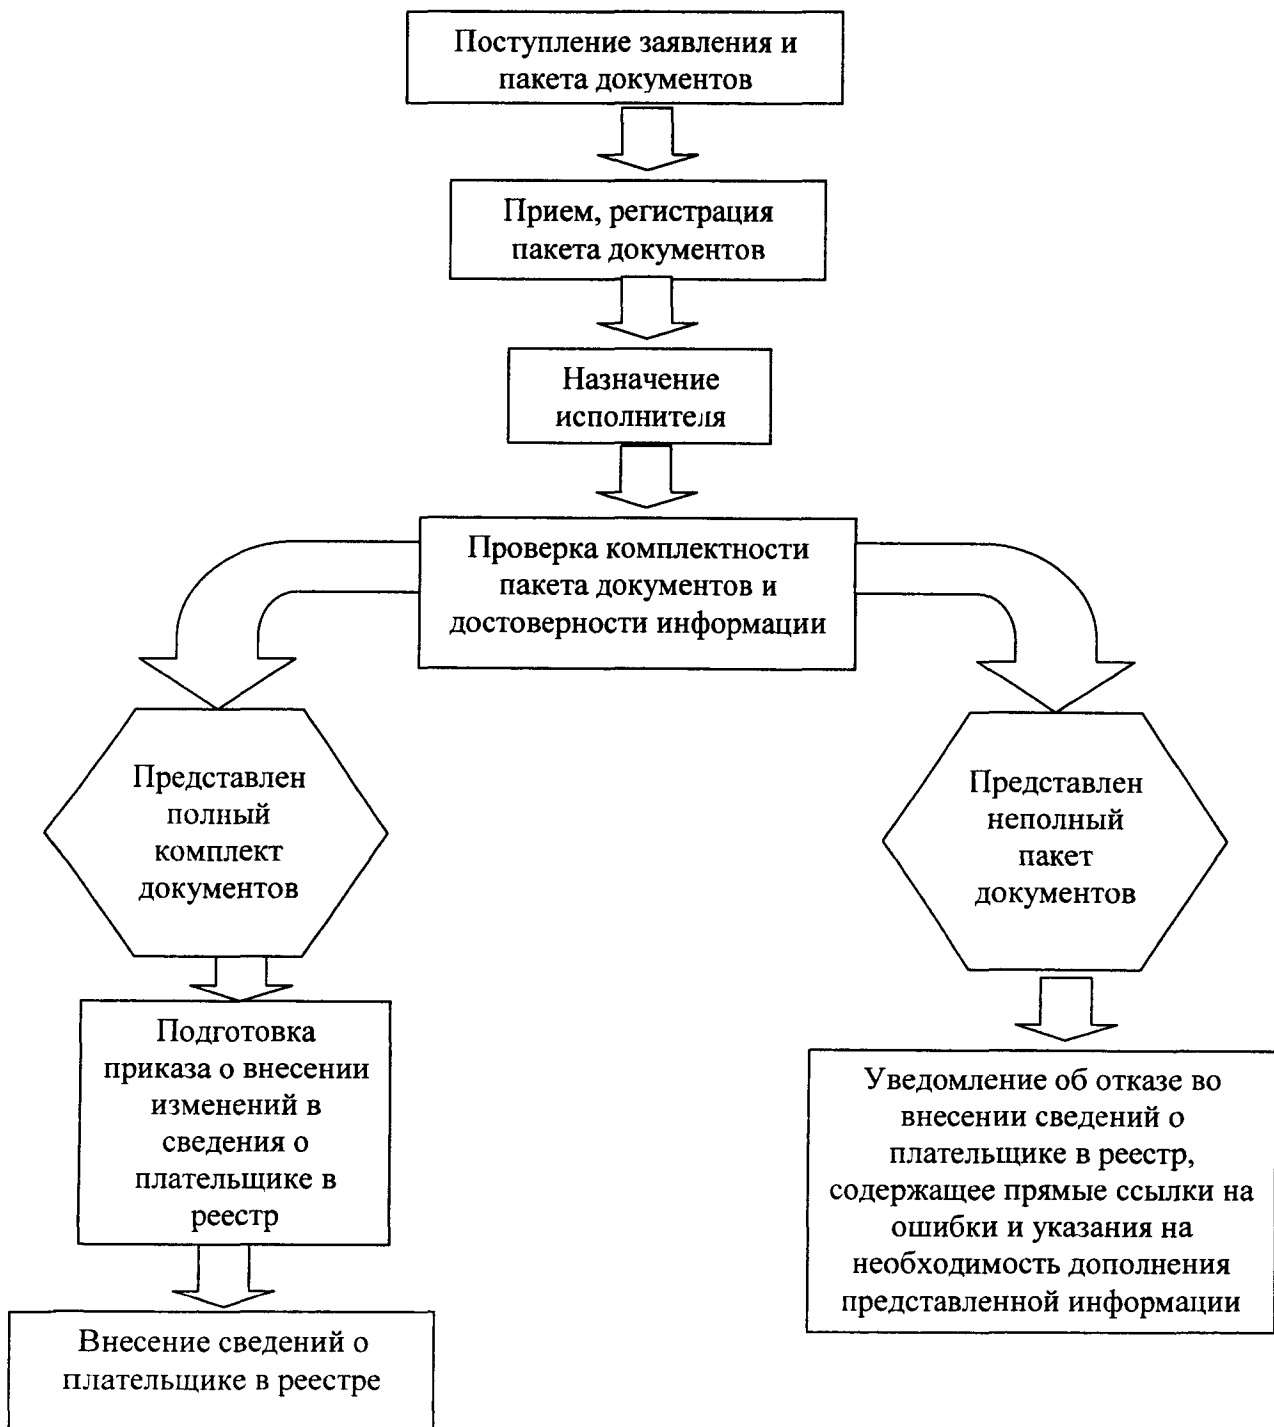 Поступление заявления и
пакета документов
Прием, регистрация
пакета документов
Назначение
исполнителя
Проверка комплектности
пакета документов и
достоверности информации
Представлен
полный
комплект
документов
Представлен
неполный
пакет
документов
Подготовка
приказа о внесении
изменений в
сведения о
плательщике в
реестр
Уведомление об отказе во
внесении сведений о
плательщике в реестр,
содержащее прямые ссылки на
ошибки и указания на
необходимость дополнения
представленной информации
Внесение сведений о
плательщике в реестре